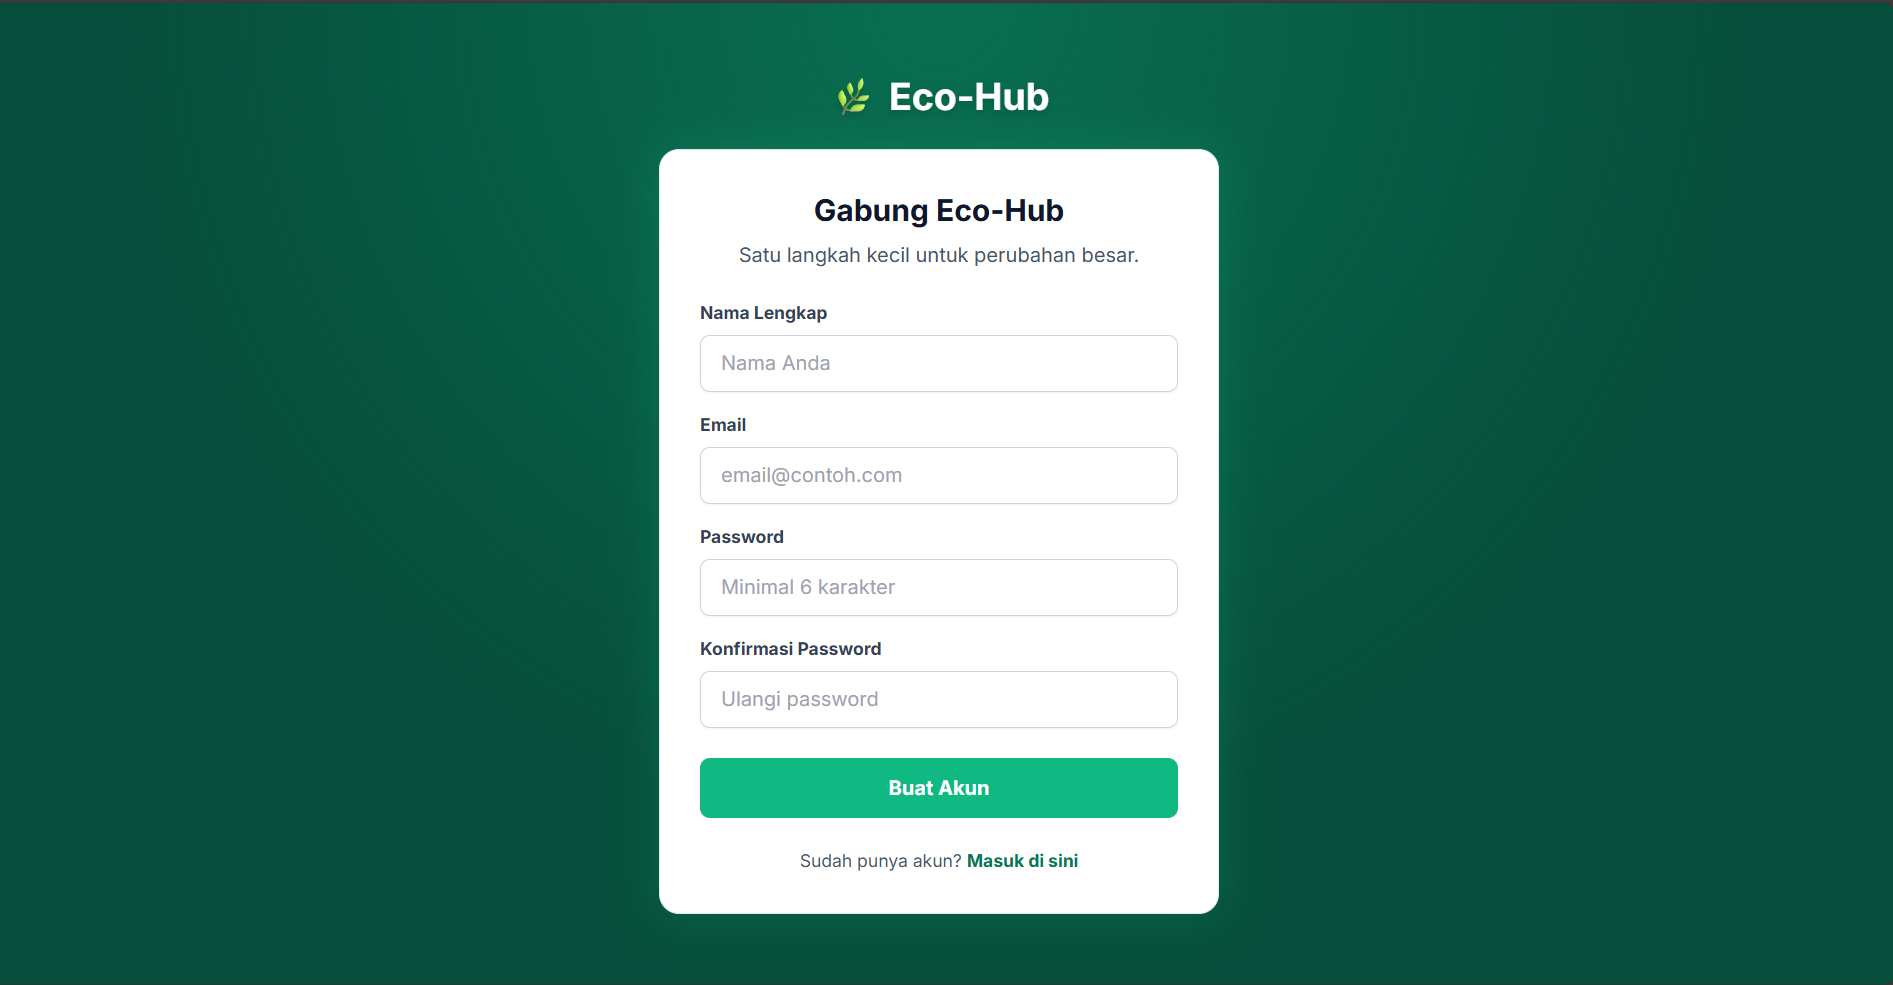 Eco-Hub
Gabung Eco-Hub
Satu langkah kecil untuk perubahan besar.
Nama Lengkap
Nama Anda
Email
email@contoh.com
Password
Minimal 6 karakter
Konfirmasi Password
Ulangi password
Buat Akun
Sudah punya akun? Masuk di sini